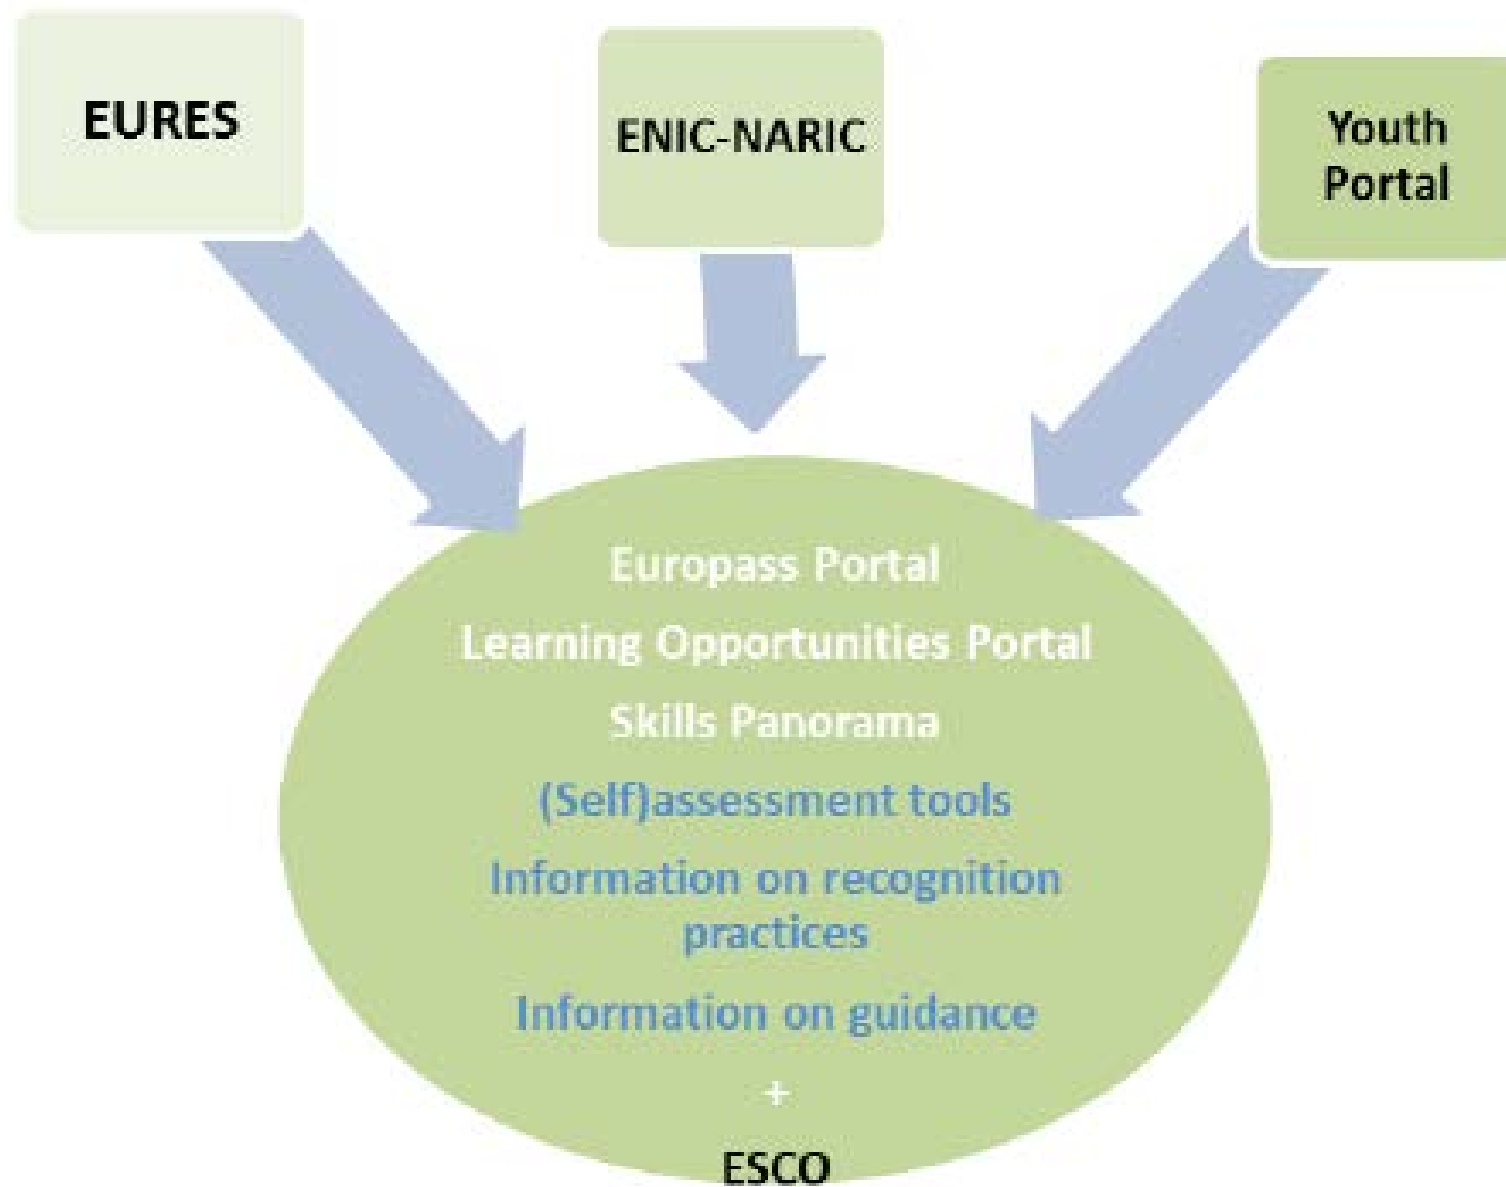 EURES
ENIC-NARIC
Youth
Portal
Europass Portal
Learning Opportunities Portal
Skills Panorama
(Self)assessment tools
Information on recognition
practices
Information on guidance
+
ESCO